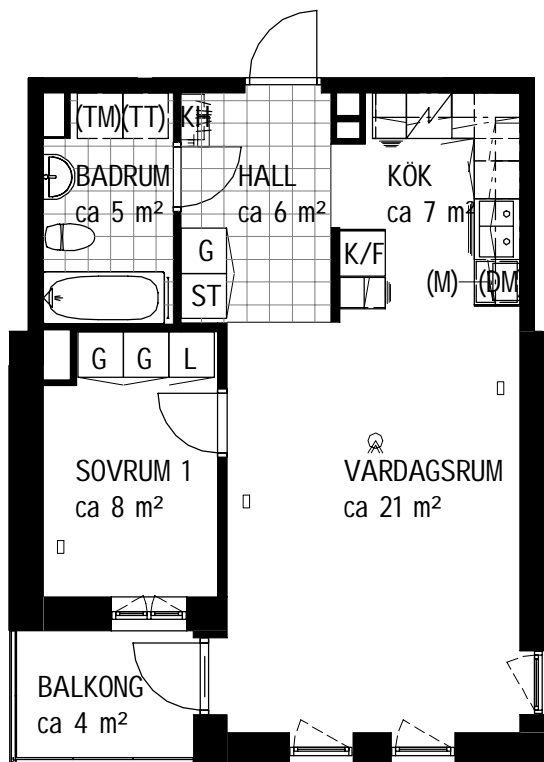 (TM) (TT) KH
BADRUM
ca 5 m²
HALL
ca 6 m²
KÖK
ca 7 m²
G
ST
K/F
(M) (DM)
G G L
SOVRUM 1
ca 8 m²
VARDAGSRUM
ca 21 m²
BALKONG
ca 4 m²